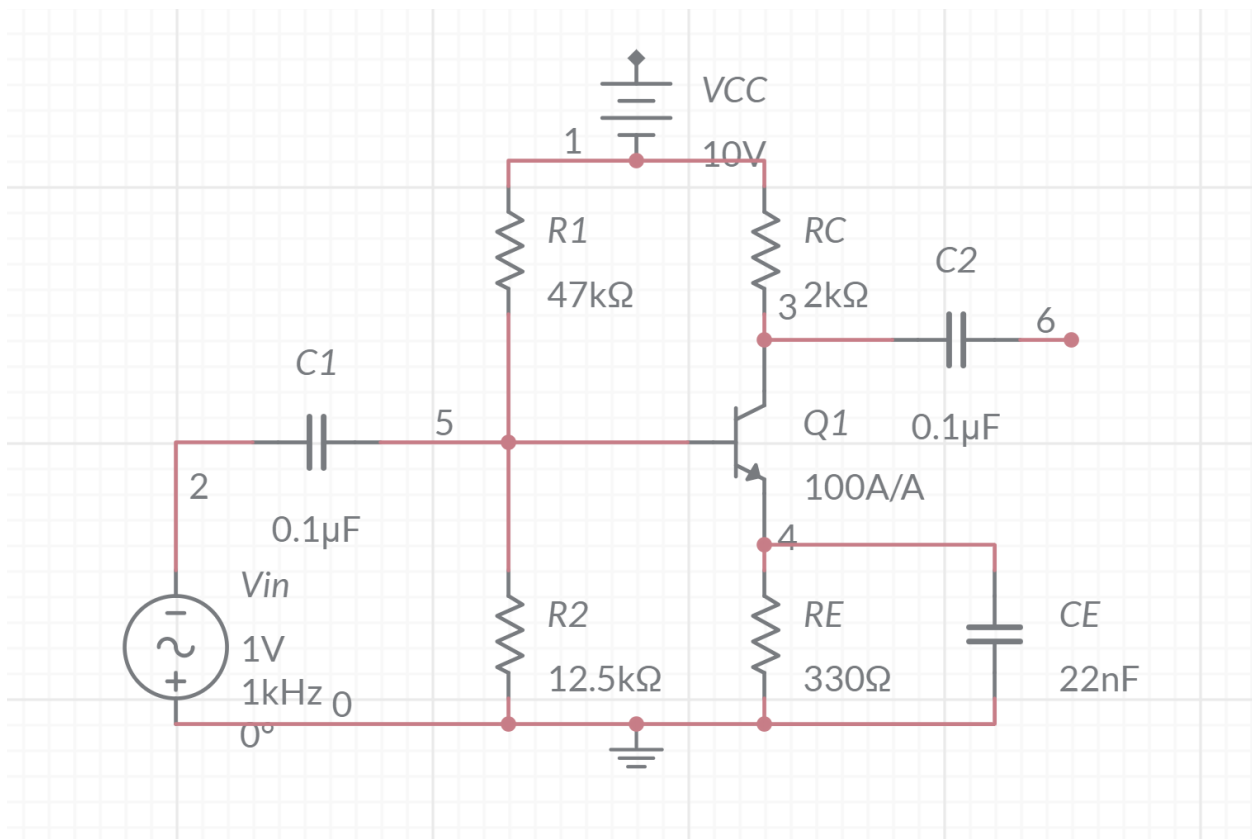 VCC
1
10V
R1
RC
47kΩ
3
2kΩ
C2
6
C1
5
Q1
0.1μF
100A/A
2
0.1μF
4
Vin
1V
1kHz
0
0º
R2
12.5kΩ
RE
330Ω
CE
22nF